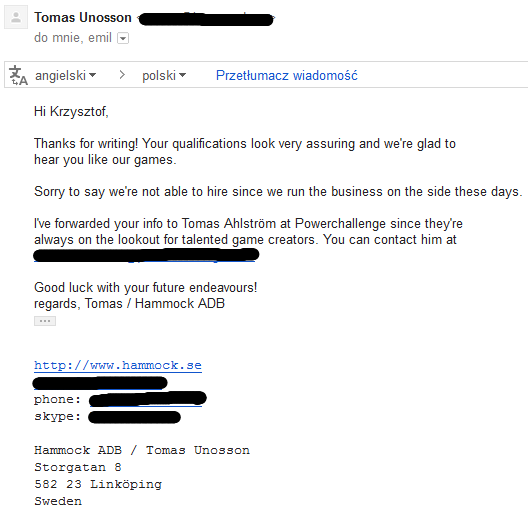 Tomas Unosson
do mnie, emil
angielski > polski Przetłumacz wiadomość
Hi Krzysztof,
Thanks for writing! Your qualifications look very assuring and we're glad to
hear you like our games.
Sorry to say we're not able to hire since we run the business on the side these days.
I've forwarded your info to Tomas Ahlström at Powerchallenge since they're
always on the lookout for talented game creators. You can contact him at
Good luck with your future endeavours!
regards, Tomas / Hammock ADB
http://www.hammock.se
phone:
skype:
Hammock ADB / Tomas Unosson
Storgatan 8
582 23 Linköping
Sweden